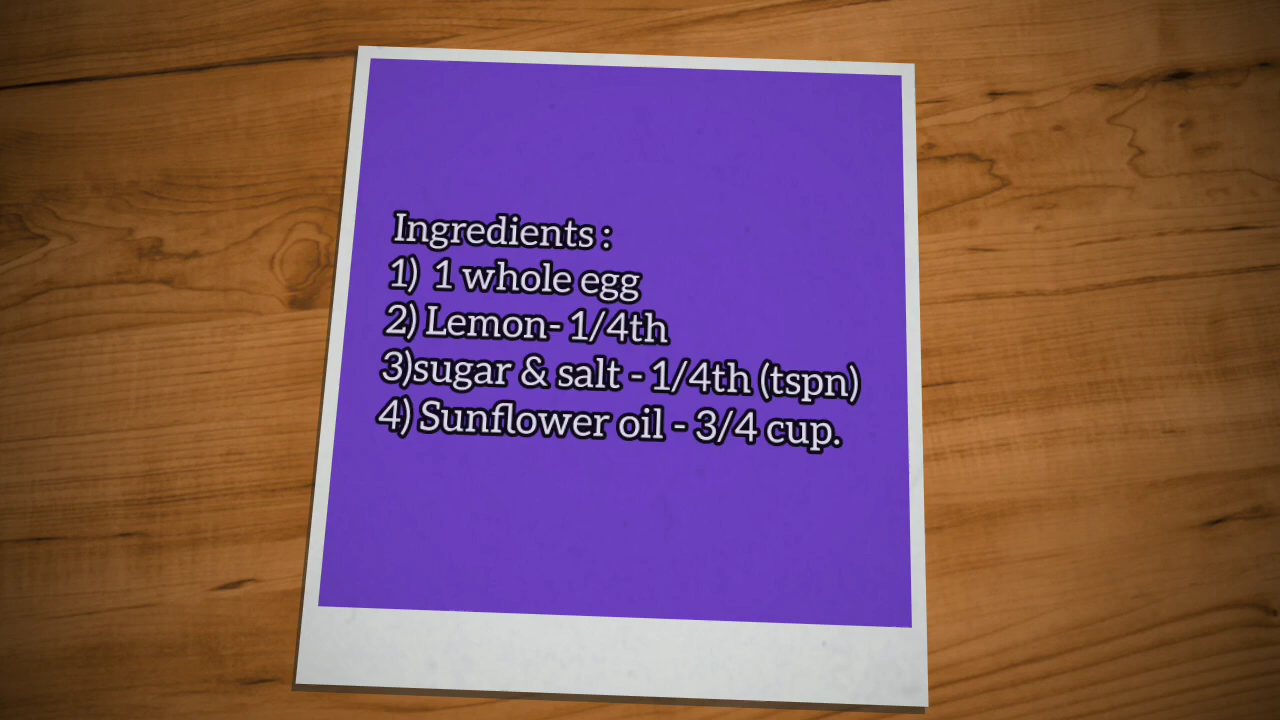 Ingredients :
1) 1 whole egg
2) Lemon- 1/4th
3)sugar & salt - 1/4th (tspn)
4) Sunflower oil - 3/4 cup.